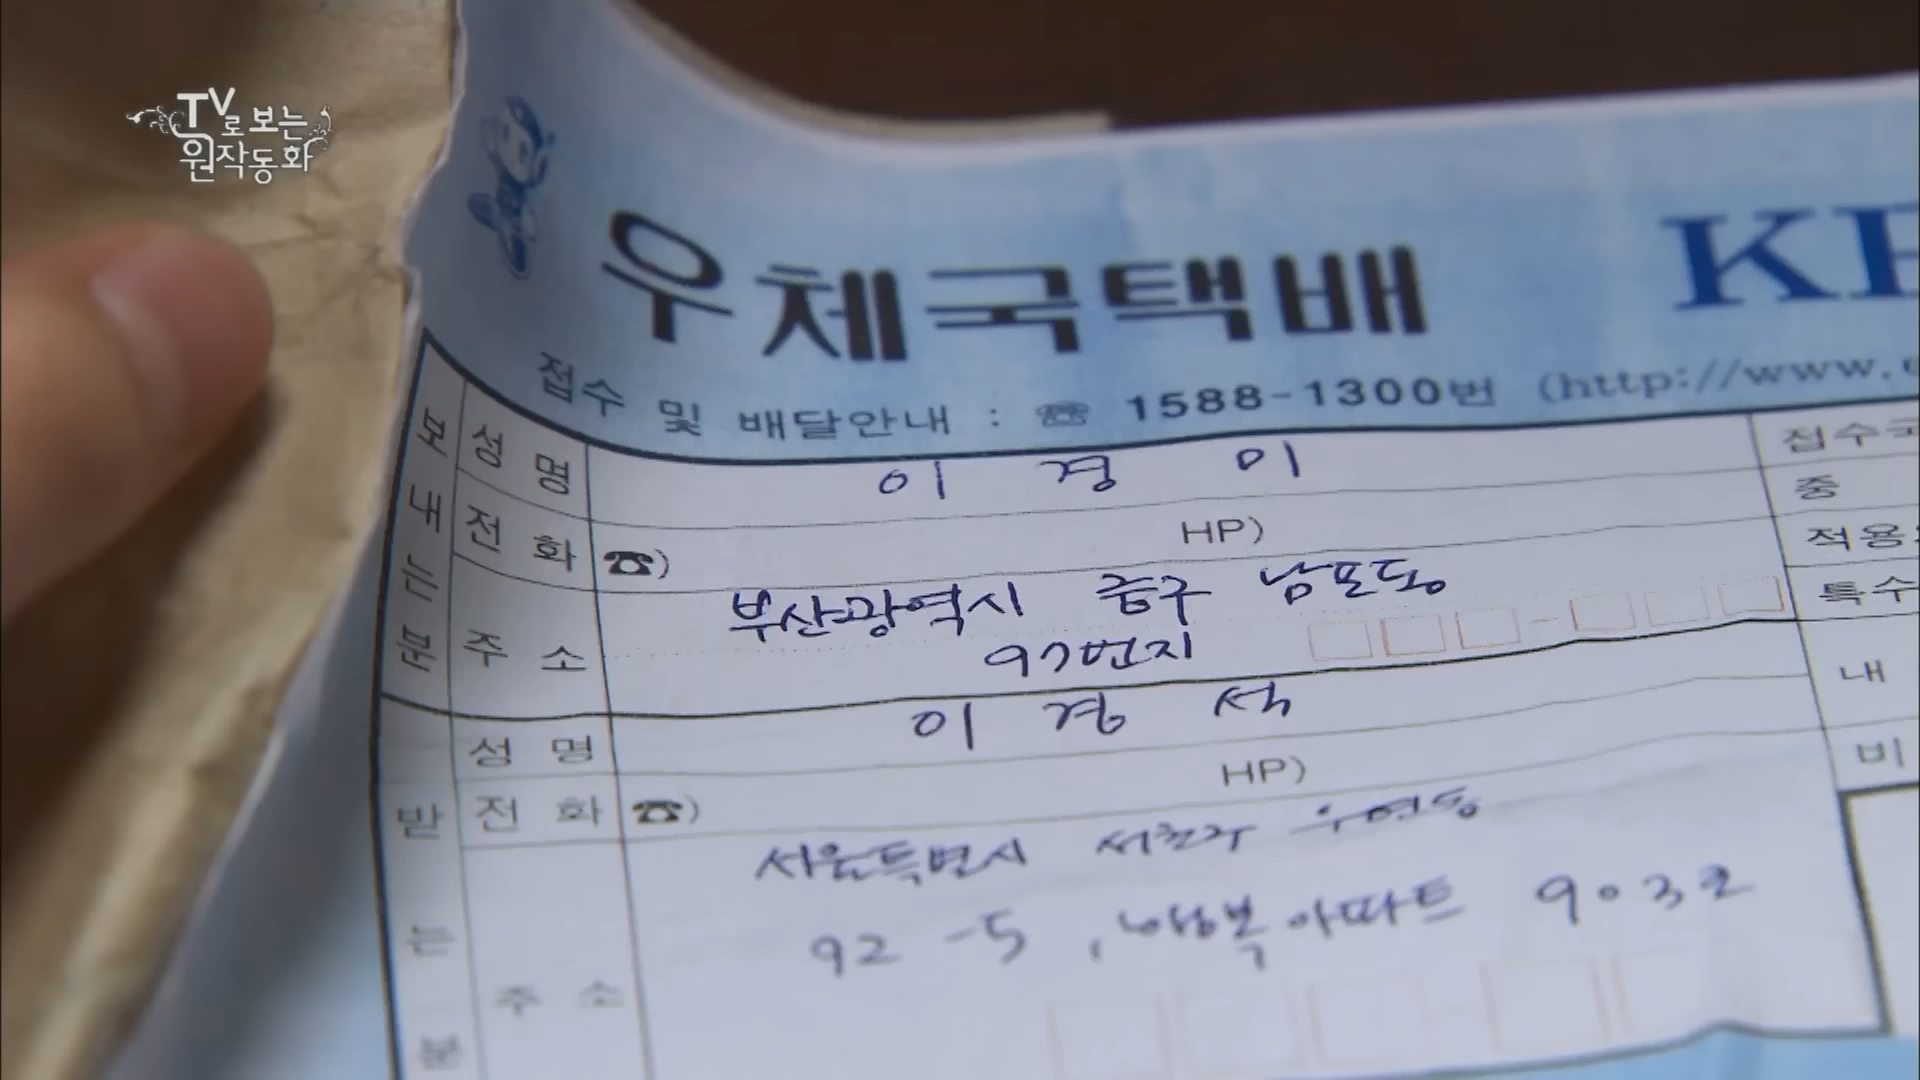 TV로 보는
원작동화
우체국택배
접수 및 배달안내 : ☏ 1588-1300번 (http://www.
보내는분
성 명 이 경 미
전 화 ☎) HP)
주 소 부산광역시 중구 남포동
97번지
받는분
성 명 이 경 석
전 화 ☎) HP)
주 소 서울특별시 서초구 우면동
92-5, 행복아파트 903호
중
적용
특수
내
비